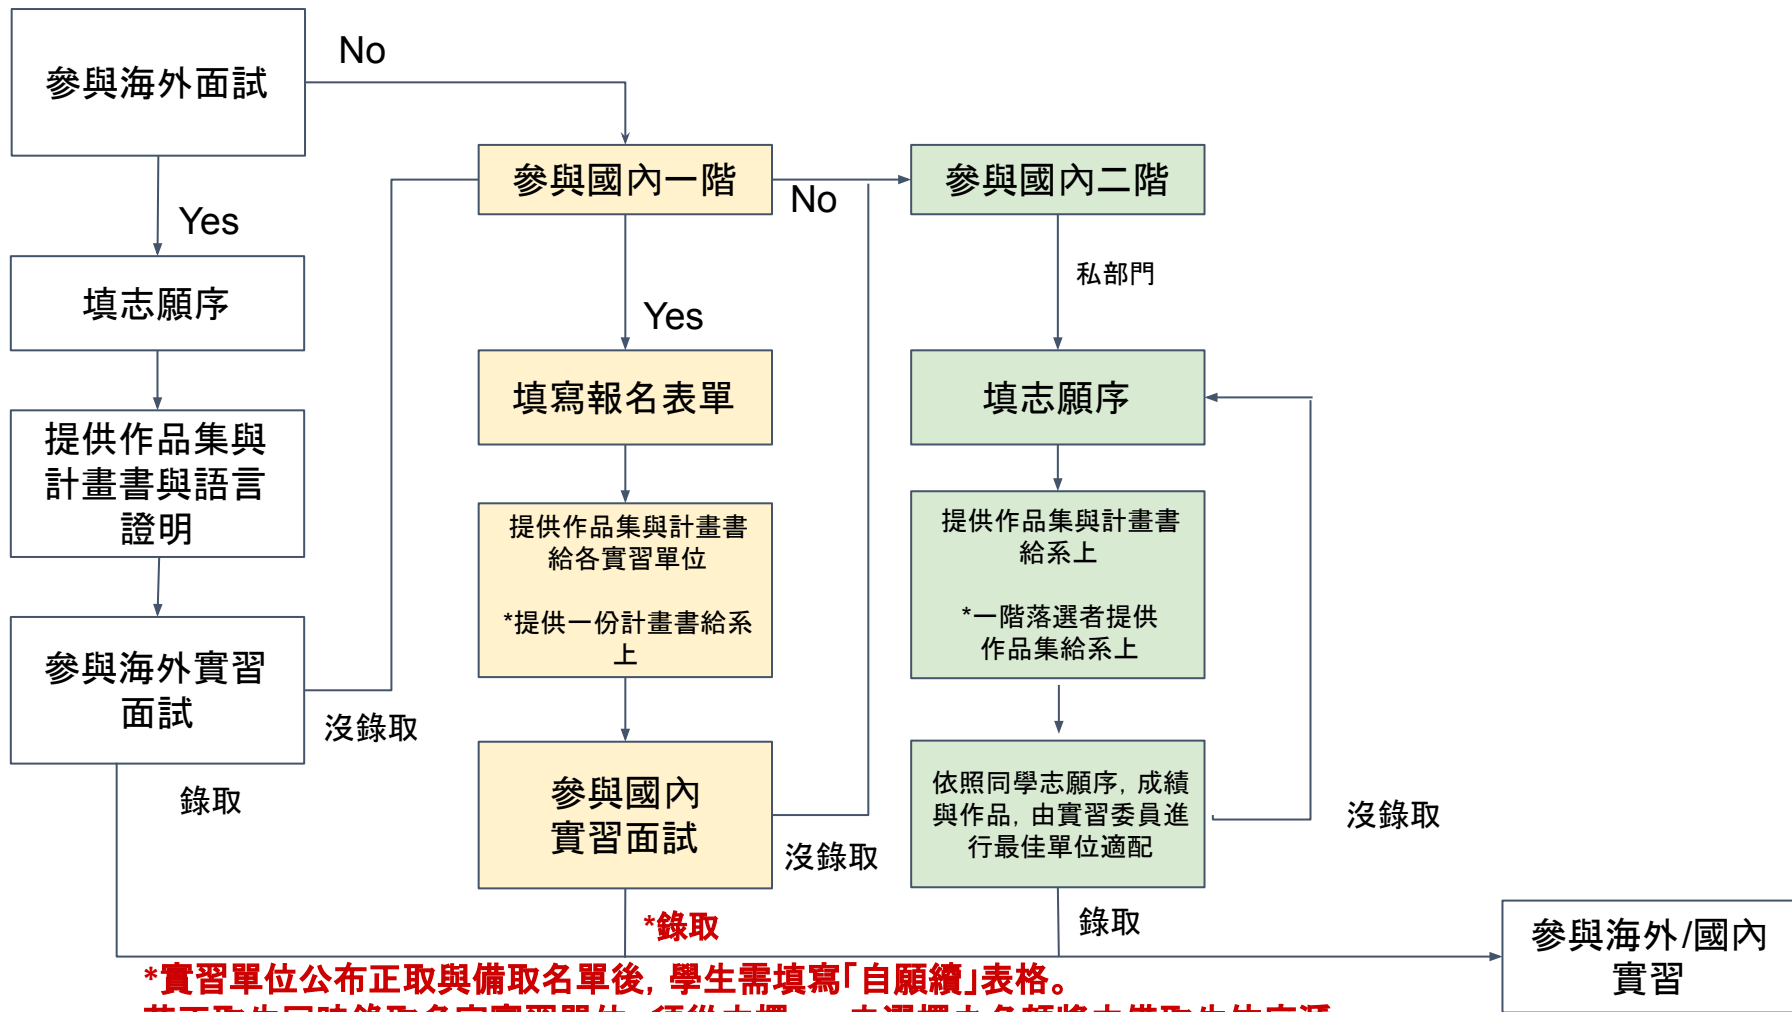 參與海外面試
No
Yes
填志願序
提供作品集與
計畫書與語言
證明
參與海外實習
面試
沒錄取
錄取
參與國內一階
No
Yes
填寫報名表單
提供作品集與計畫書
給各實習單位
*提供一份計畫書給系
上
參與國內
實習面試
沒錄取
*錄取
參與國內二階
私部門
填志願序
提供作品集與計畫書
給系上
*一階落選者提供
作品集給系上
依照同學志願序, 成績
與作品, 由實習委員進
行最佳單位適配
沒錄取
錄取
參與海外/國內
實習
*實習單位公布正取與備取名單後, 學生需填寫「自願續」表格。